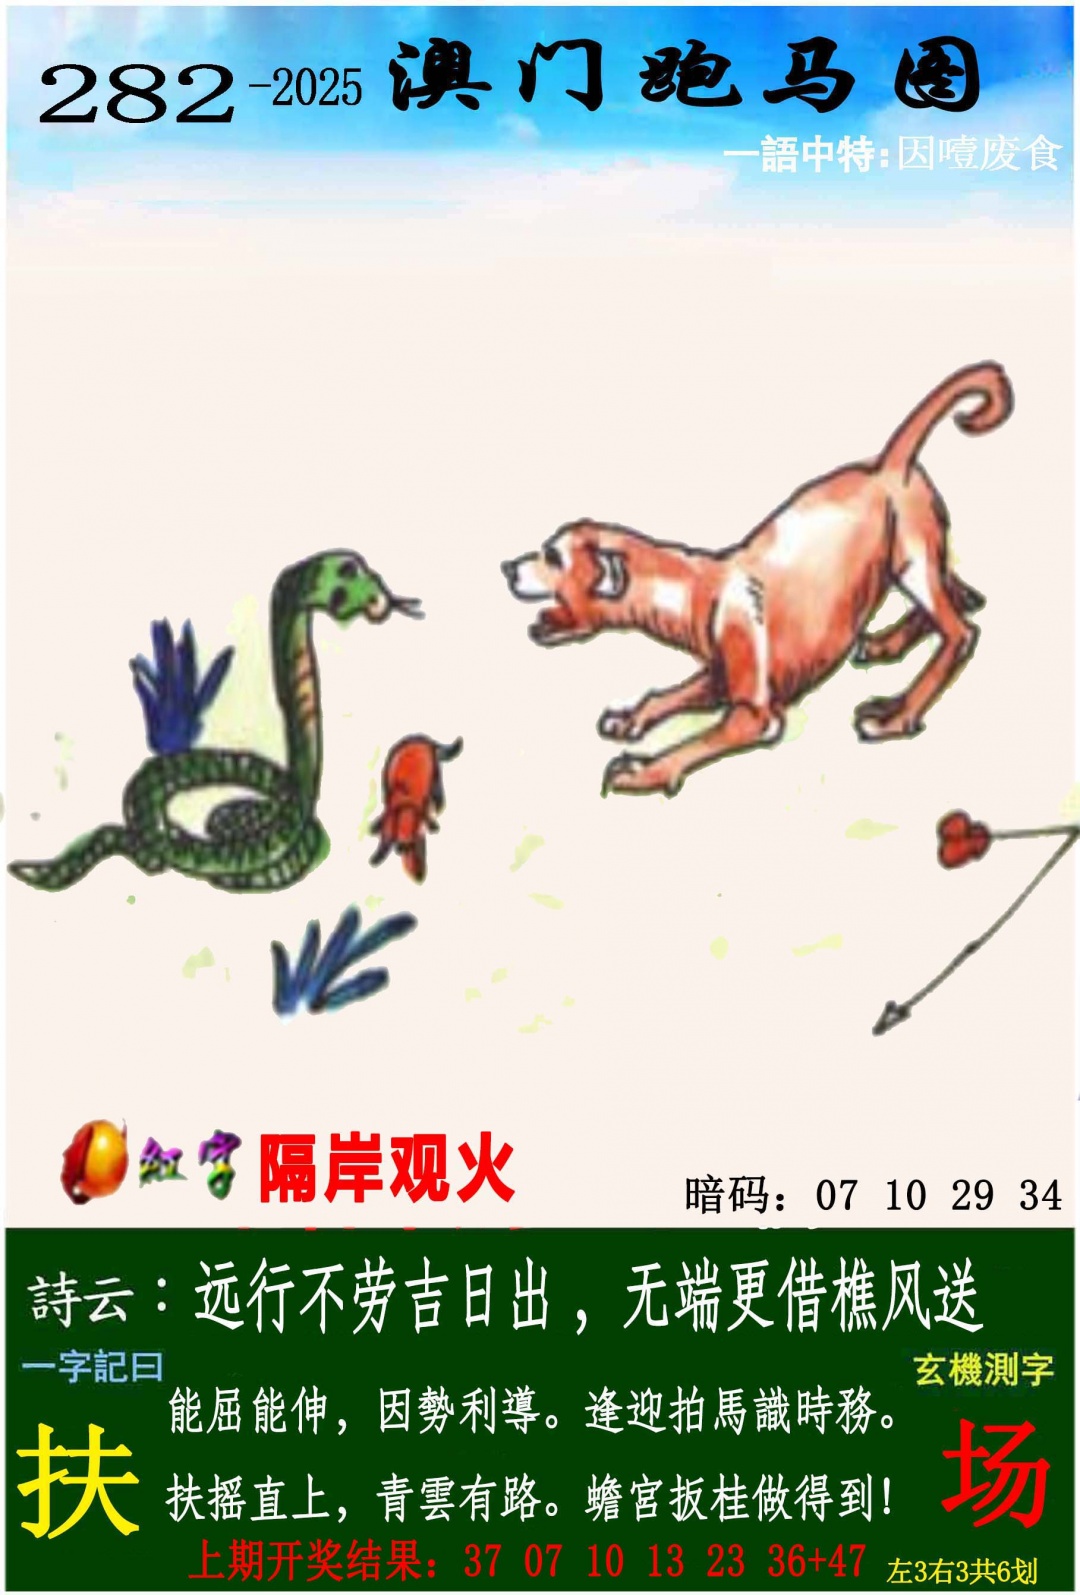 282-2025 澳门跑马图
一語中特:因噎废食
红字 隔岸观火
暗码：07 10 29 34
詩云：远行不劳吉日出，无端更借樵风送
一字記曰
玄機測字
能屈能伸，因勢利導。逢迎拍馬識時務。
扶
场
扶摇直上，青雲有路。蟾宮扳桂做得到！
上期开奖结果：37 07 10 13 23 36+47
左3右3共6划